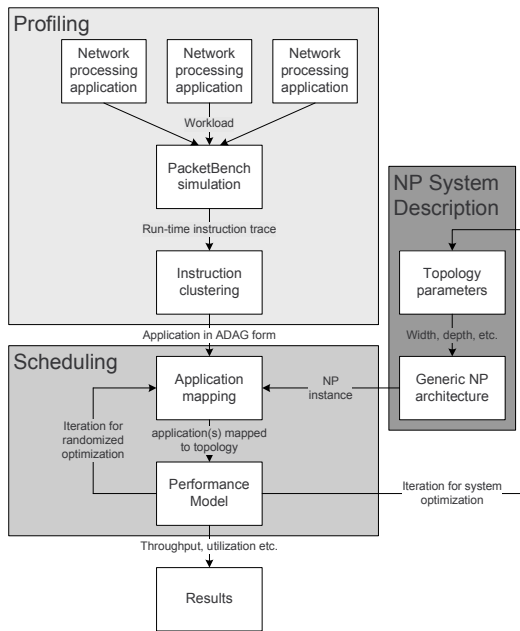 Profiling
Network
processing
application
Network
processing
application
Network
processing
application
Workload
PacketBench
simulation
Run-time instruction trace
Instruction
clustering
Application in ADAG form
NP System
Description
Topology
parameters
Width, depth, etc.
Generic NP
architecture
Scheduling
Application
mapping
NP
instance
Iteration for
randomized
optimization
application(s) mapped
to topology
Performance
Model
Iteration for system
optimization
Throughput, utilization etc.
Results